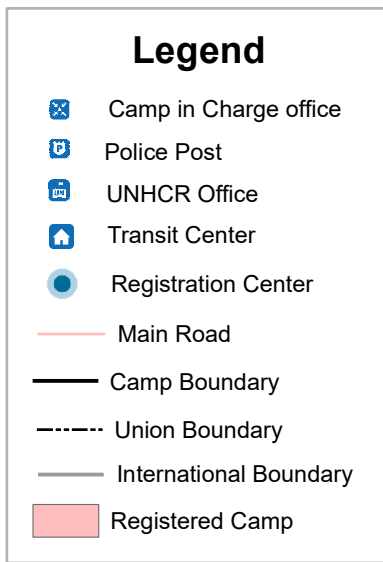 Legend
Camp in Charge office
P
Police Post
UN
UNHCR Office
Transit Center
Registration Center
Main Road
Camp Boundary
Union Boundary
International Boundary
Registered Camp